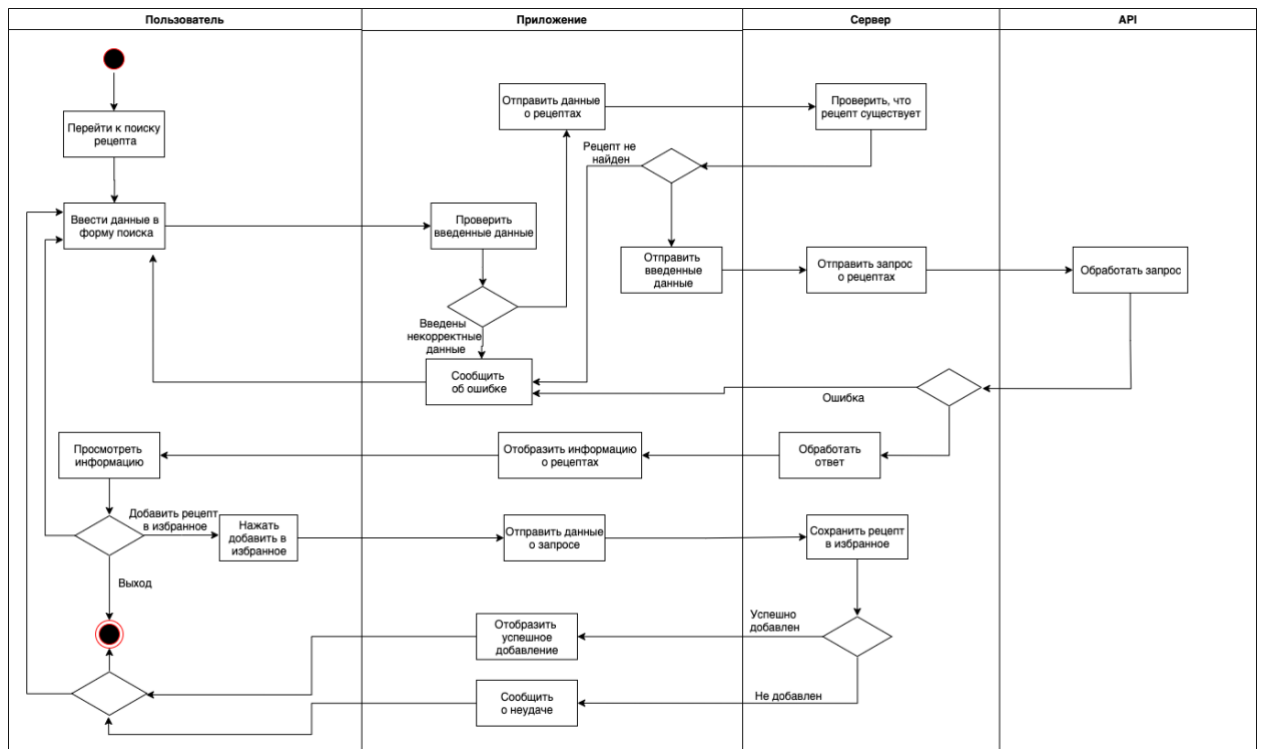 Пользователь
Приложение
Сервер
API
Перейти к поиску
рецепта
Отправить данные
о рецептах
Проверить, что
рецепт существует
Рецепт не
найден
Ввести данные в
форму поиска
Проверить
введенные данные
Отправить
введенные
данные
Отправить запрос
о рецептах
Обработать запрос
Введены
некорректные
данные
Сообщить
об ошибке
Ошибка
Просмотреть
информацию
Отобразить информацию
о рецептах
Обработать
ответ
Добавить рецепт
в избранное
Нажать
добавить в
избранное
Отправить данные
о запросе
Сохранить рецепт
в избранное
Выход
Успешно
добавлен
Отобразить
успешное
добавление
Не добавлен
Сообщить
о неудаче